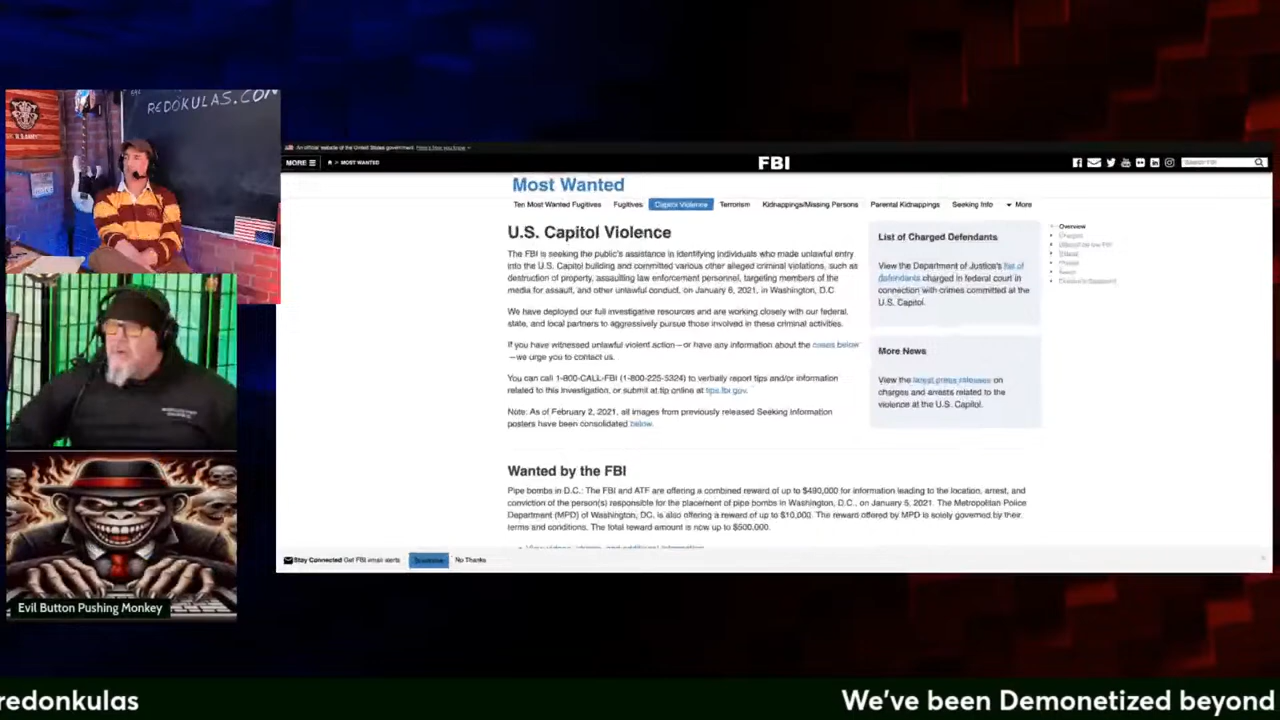 REDOKULAS.COM
An official website of the United States government. Here's how you know
MORE
> MOST WANTED
FBI
Search FBI
Most Wanted
Ten Most Wanted Fugitives
Fugitives
Capitol Violence
Terrorism
Kidnappings/Missing Persons
Parental Kidnappings
Seeking Info
More
U.S. Capitol Violence
The FBI is seeking the public's assistance in identifying individuals who made unlawful entry
into the U.S. Capitol building and committed various other alleged criminal violations, such as
destruction of property, assaulting law enforcement personnel, targeting members of the
media for assault, and other unlawful conduct, on January 6, 2021, in Washington, D.C
We have deployed our full investigative resources and are working closely with our federal,
state, and local partners to aggressively pursue those involved in these criminal activities.
If you have witnessed unlawful violent action—or have any information about the cases below
—we urge you to contact us.
You can call 1-800-CALL-FBI (1-800-225-5324) to verbally report tips and/or information
related to this investigation, or submit at tip online at tips.fbi.gov.
Note: As of February 2, 2021, all images from previously released Seeking Information
posters have been consolidated below.
List of Charged Defendants
View the Department of Justice's list of
defendants charged in federal court in
connection with crimes committed at the
U.S. Capitol.
More News
View the latest press releases on
charges and arrests related to the
violence at the U.S. Capitol.
Overview
Charged
Videos
Photos
Wanted by the FBI
Pipe bombs in D.C.: The FBI and ATF are offering a combined reward of up to $490,000 for information leading to the location, arrest, and
conviction of the person(s) responsible for the placement of pipe bombs in Washington, D.C., on January 5, 2021. The Metropolitan Police
Department (MPD) of Washington, DC, is also offering a reward of up to $10,000. The reward offered by MPD is solely governed by their
terms and conditions. The total reward amount is now up to $500,000.
Stay Connected Get FBI email alerts
Subscribe
No Thanks
Evil Button Pushing Monkey
redonkulas
We've been Demonetized beyond